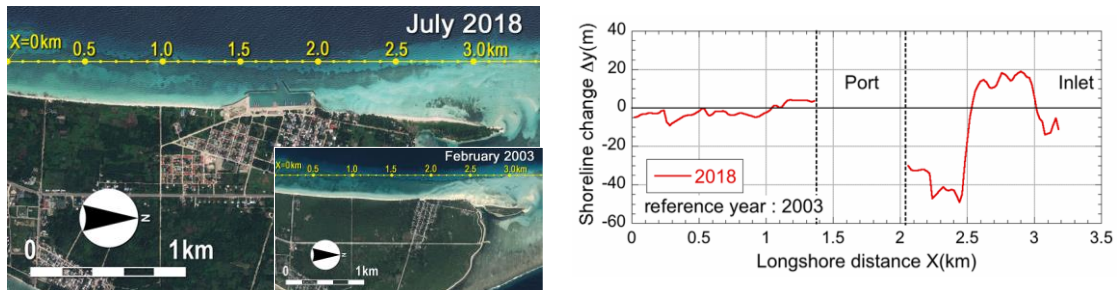 July 2018
X=0km 0.5 1.0 1.5 2.0 2.5 3.0km
N
0 1km
February 2003
X=0km 0.5 1.0 1.5 2.0 2.5 3.0km
N
0 1km
Shoreline change Δy(m)
40
20
0
-20
-40
-60
Port
Inlet
2018
reference year : 2003
0 0.5 1 1.5 2 2.5 3 3.5
Longshore distance X(km)